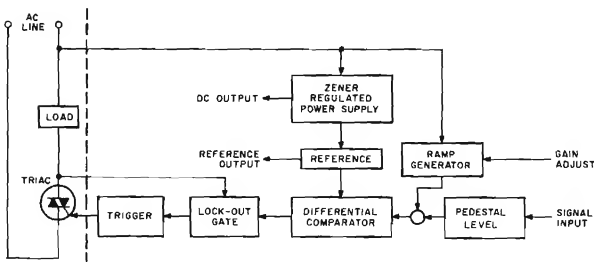 AC
LINE
ZENER
REGULATED
POWER SUPPLY
DC OUTPUT
LOAD
REFERENCE
OUTPUT
REFERENCE
RAMP
GENERATOR
GAIN
ADJUST
TRIAC
TRIGGER
LOCK-OUT
GATE
DIFFERENTIAL
COMPARATOR
PEDESTAL
LEVEL
SIGNAL
INPUT